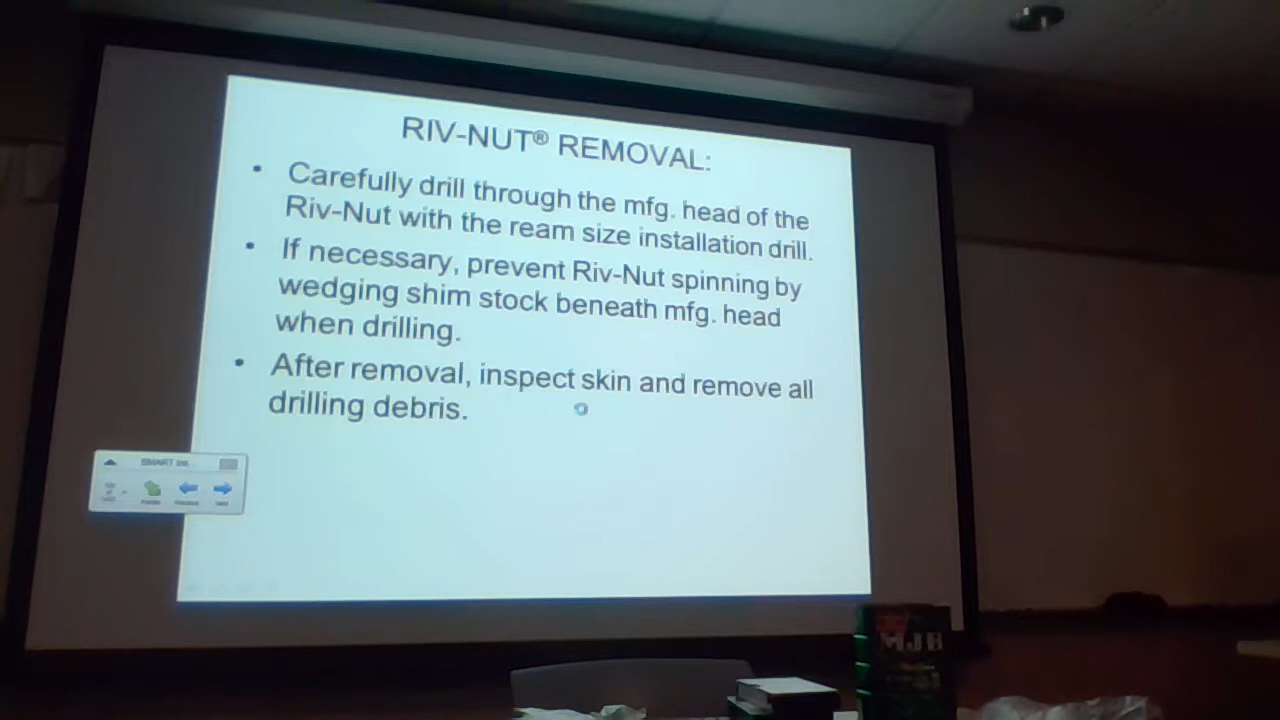 RIV-NUT® REMOVAL:
• Carefully drill through the mfg. head of the
Riv-Nut with the ream size installation drill.
• If necessary, prevent Riv-Nut spinning by
wedging shim stock beneath mfg. head
when drilling.
• After removal, inspect skin and remove all
drilling debris.
SMART Ink
MJB